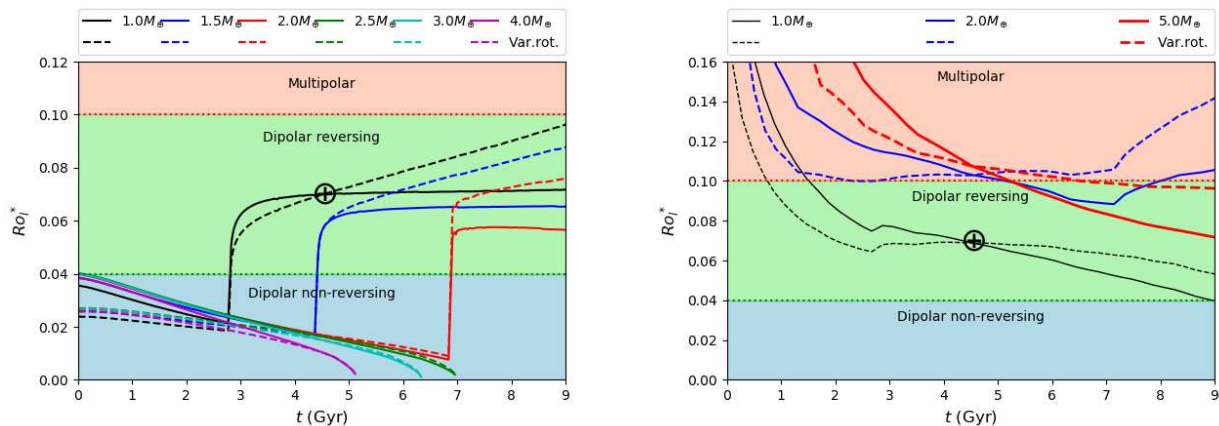 1.0M⊕ 1.5M⊕ 2.0M⊕ 2.5M⊕ 3.0M⊕ 4.0M⊕
Var.rot.
0.12
0.10
0.08
0.06
0.04
0.02
0.00
Ro_l*
Multipolar
Dipolar reversing
Dipolar non-reversing
0 1 2 3 4 5 6 7 8 9
t (Gyr)
1.0M⊕ 2.0M⊕ 5.0M⊕
Var.rot.
0.16
0.14
0.12
0.10
0.08
0.06
0.04
0.02
0.00
Ro_l*
Multipolar
Dipolar reversing
Dipolar non-reversing
0 1 2 3 4 5 6 7 8 9
t (Gyr)